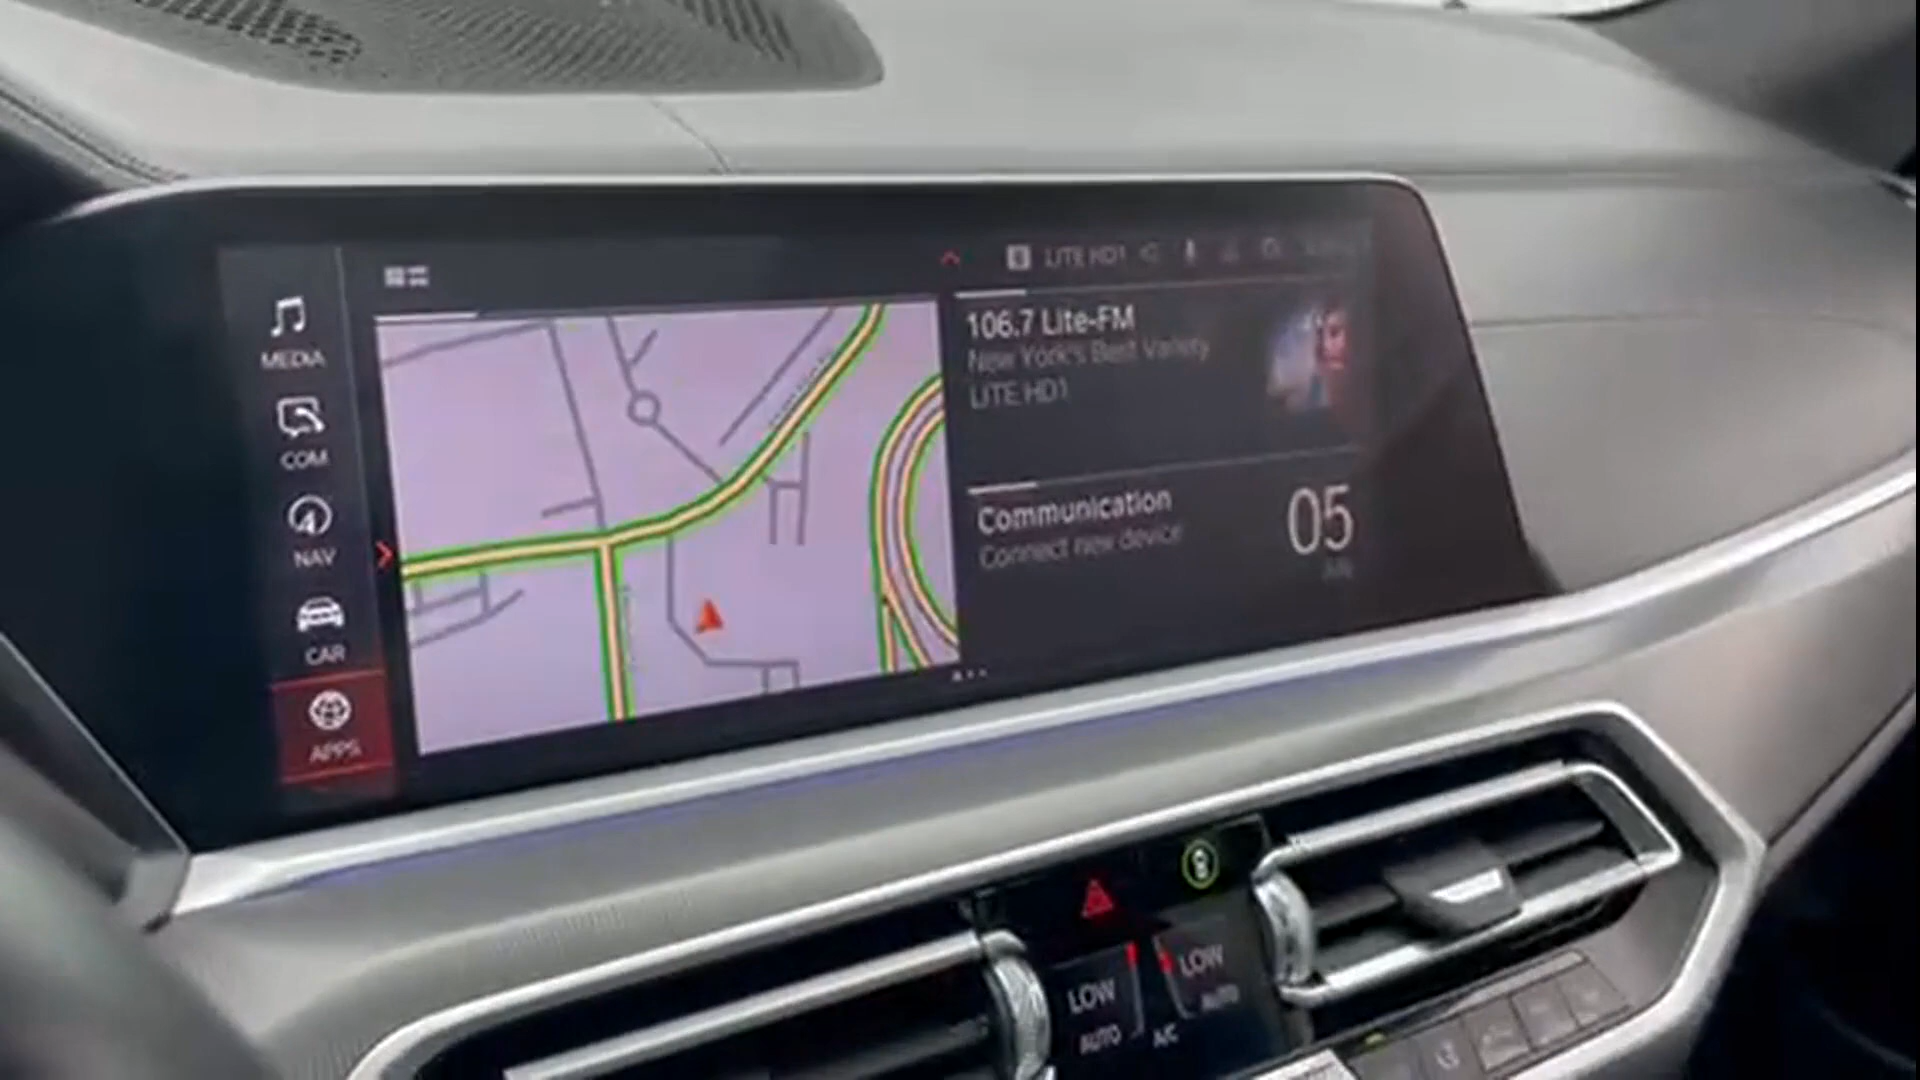 LITE HD1
MEDIA
106.7 Lite-FM
New York's Best Variety
LITE HD1
COM
Communication
Connect new device
05
NAV
CAR
APPS
LOW
LOW
AUTO
AUTO
A/C